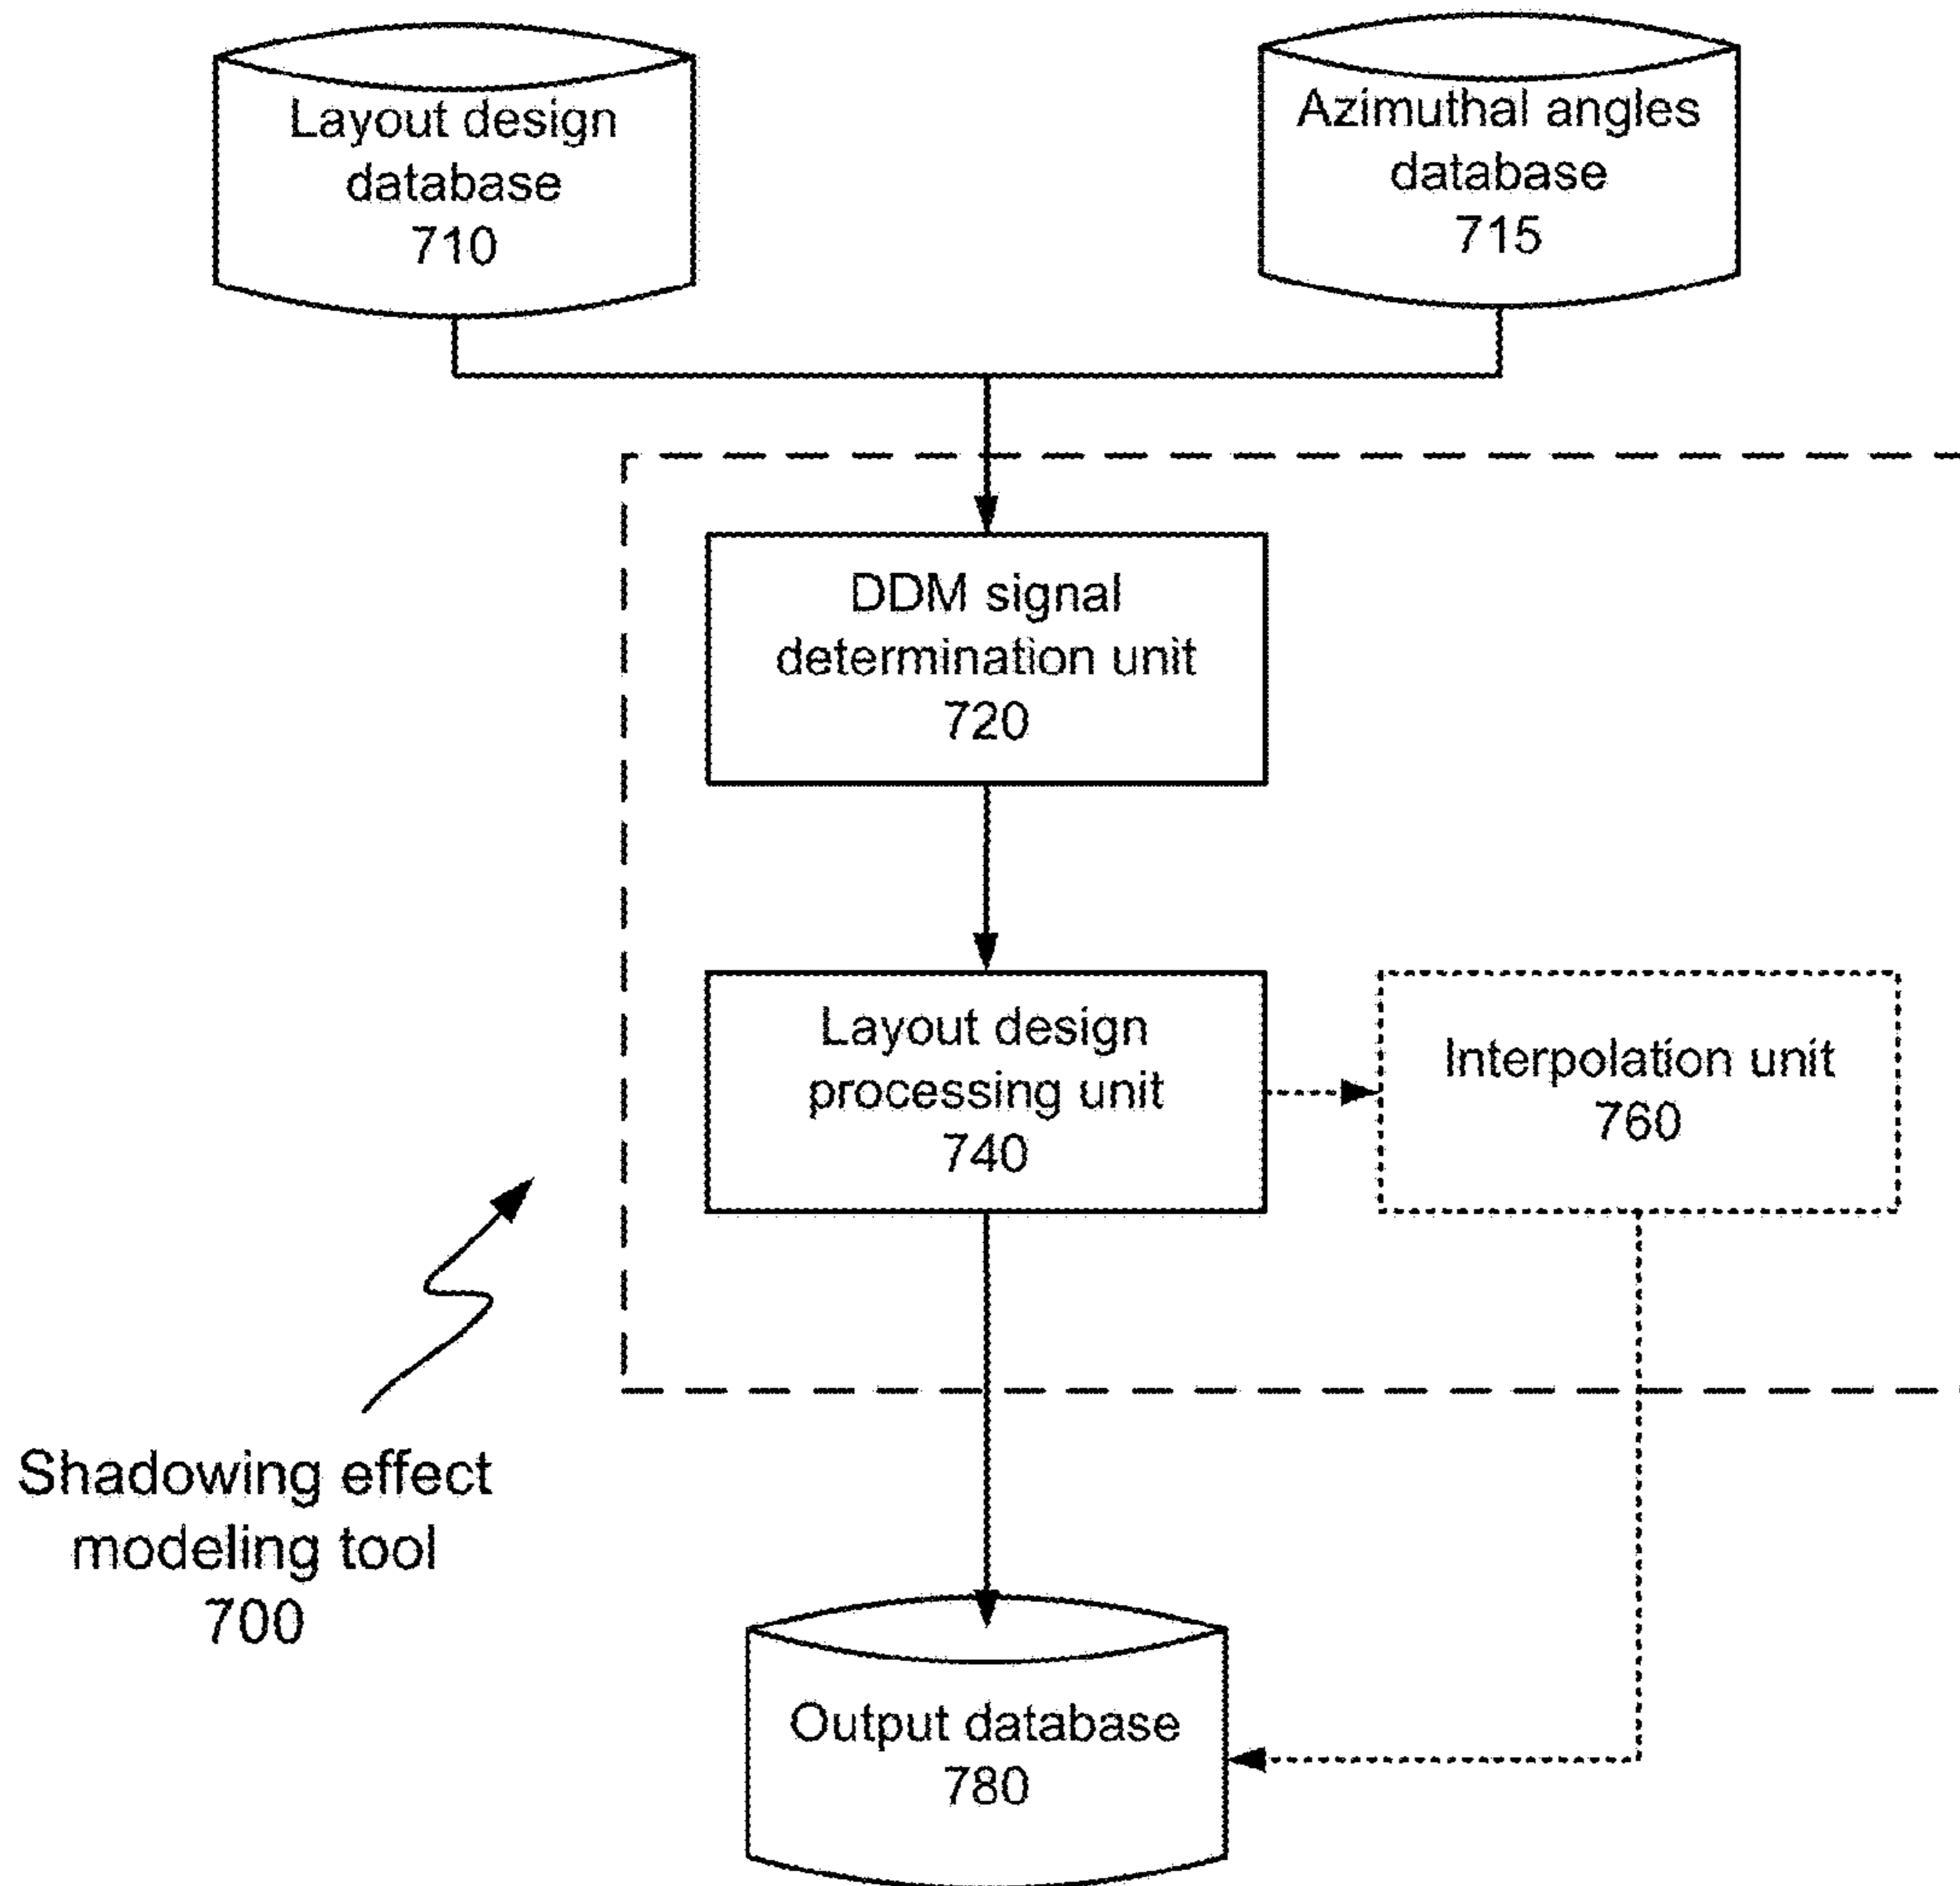 Layout design
database
710
Azimuthal angles
database
715
DDM signal
determination unit
720
Layout design
processing unit
740
Interpolation unit
760
Shadowing effect
modeling tool
700
Output database
780